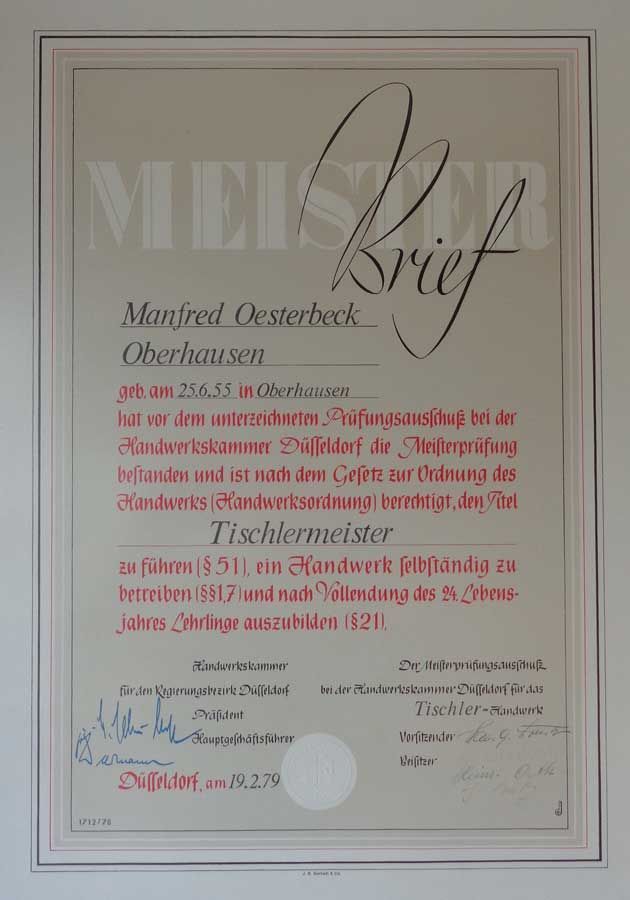 MEISTER
Brief
Manfred Oesterbeck
Oberhausen
geb. am 25.6.55 in Oberhausen
hat vor dem unterzeichneten Prüfungsausschuß bei der
Handwerkskammer Düsseldorf die Meisterprüfung
bestanden und ist nach dem Gesetz zur Ordnung des
Handwerks (Handwerksordnung) berechtigt, den Titel
Tischlermeister
zu führen (§ 51), ein Handwerk selbständig zu
betreiben (§§1,7) und nach Vollendung des 24. Lebens-
jahres Lehrlinge auszubilden (§ 21).
Handwerkskammer
für den Regierungsbezirk Düsseldorf
Präsident
Hauptgeschäftsführer
Der Meisterprüfungsausschuß
bei der Handwerkskammer Düsseldorf für das
Tischler-Handwerk
Vorsitzender
Beisitzer
Düsseldorf, am 19.2.79